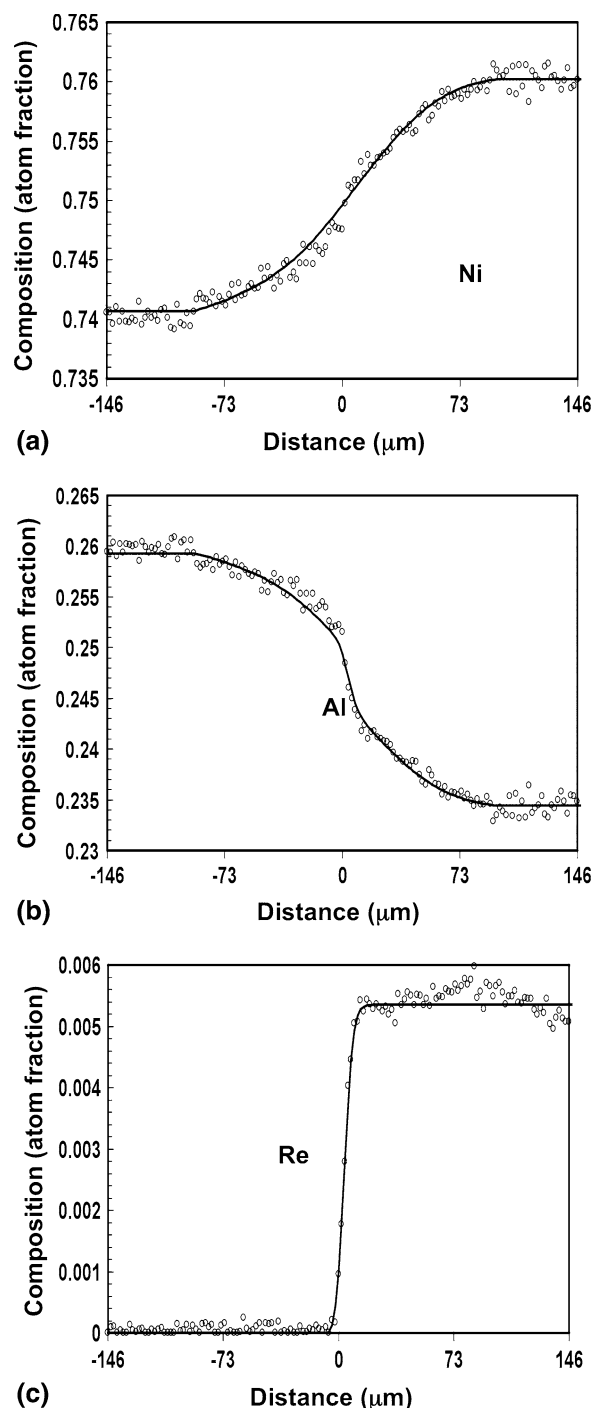 0.765
0.76
0.755
0.75
0.745
0.74
0.735
Composition (atom fraction)
Ni
-146 -73 0 73 146
(a) Distance (μm)
0.265
0.26
0.255
0.25
0.245
0.24
0.235
0.23
Composition (atom fraction)
Al
-146 -73 0 73 146
(b) Distance (μm)
0.006
0.005
0.004
0.003
0.002
0.001
0
Composition (atom fraction)
Re
-146 -73 0 73 146
(c) Distance (μm)